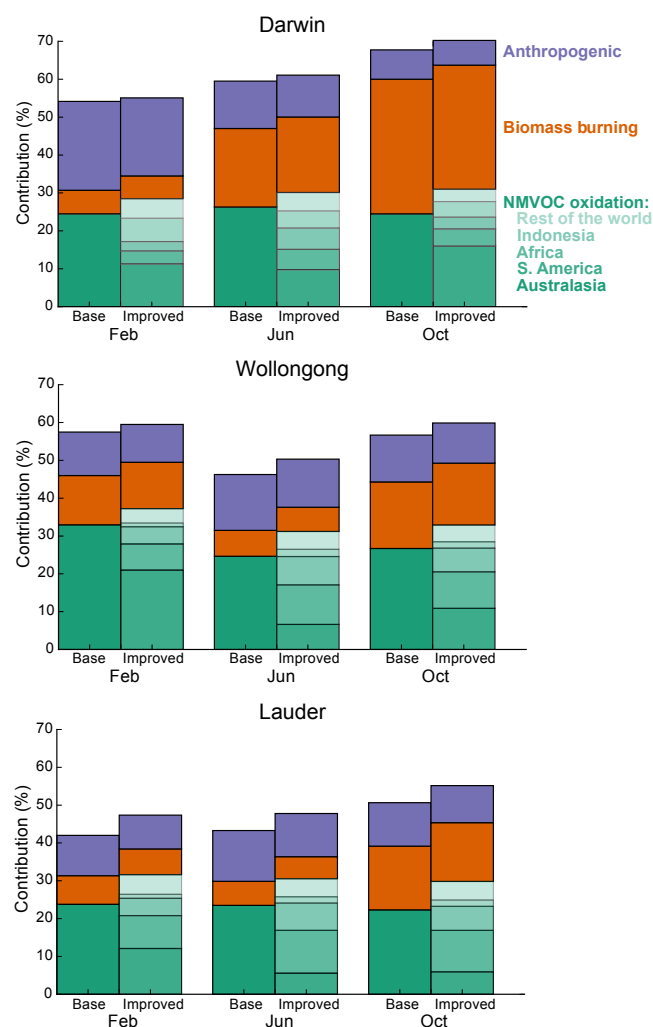 Darwin
Contribution (%)
70
60
50
40
30
20
10
0
Anthropogenic
Biomass burning
NMVOC oxidation:
Rest of the world
Indonesia
Africa
S. America
Australasia
Base Improved Base Improved Base Improved
Feb Jun Oct
Wollongong
Contribution (%)
70
60
50
40
30
20
10
0
Base Improved Base Improved Base Improved
Feb Jun Oct
Lauder
Contribution (%)
70
60
50
40
30
20
10
0
Base Improved Base Improved Base Improved
Feb Jun Oct